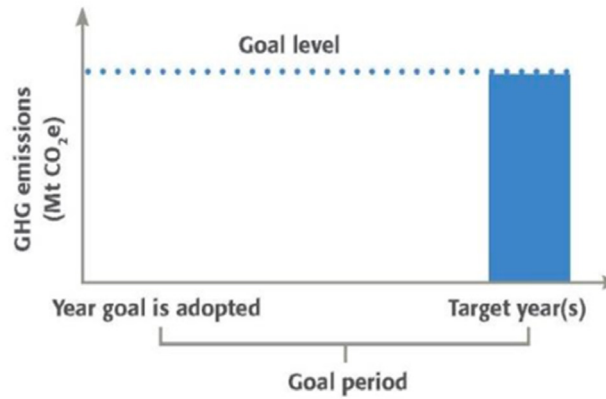 Goal level
GHG emissions
(Mt CO₂e)
Year goal is adopted
Target year(s)
Goal period